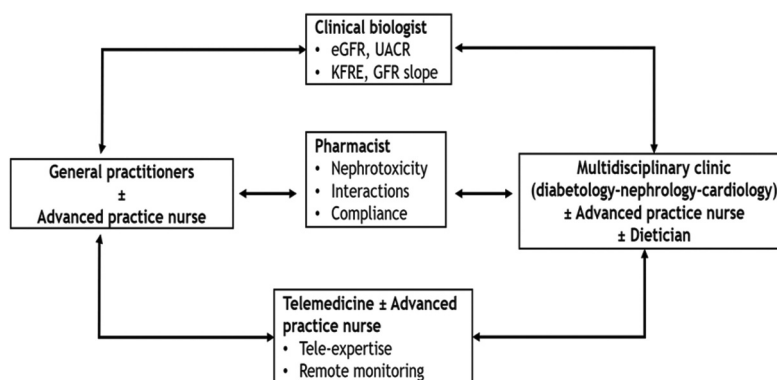 Clinical biologist
• eGFR, UACR
• KFRE, GFR slope
Pharmacist
• Nephrotoxicity
• Interactions
• Compliance
General practitioners
±
Advanced practice nurse
Multidisciplinary clinic
(diabetology-nephrology-cardiology)
± Advanced practice nurse
± Dietician
Telemedicine ± Advanced
practice nurse
• Tele-expertise
• Remote monitoring